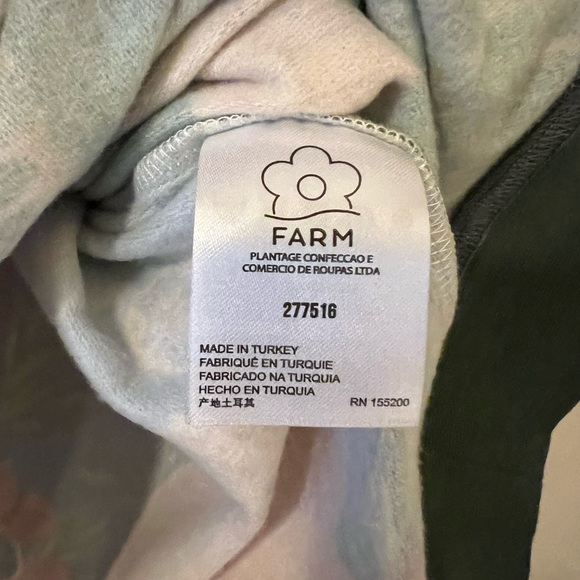 FARM
PLANTAGE CONFECCAO E
COMERCIO DE ROUPAS LTDA
277516
MADE IN TURKEY
FABRIQUÉ EN TURQUIE
FABRICADO NA TURQUIA
HECHO EN TURQUIA
产地土耳其
RN 155200